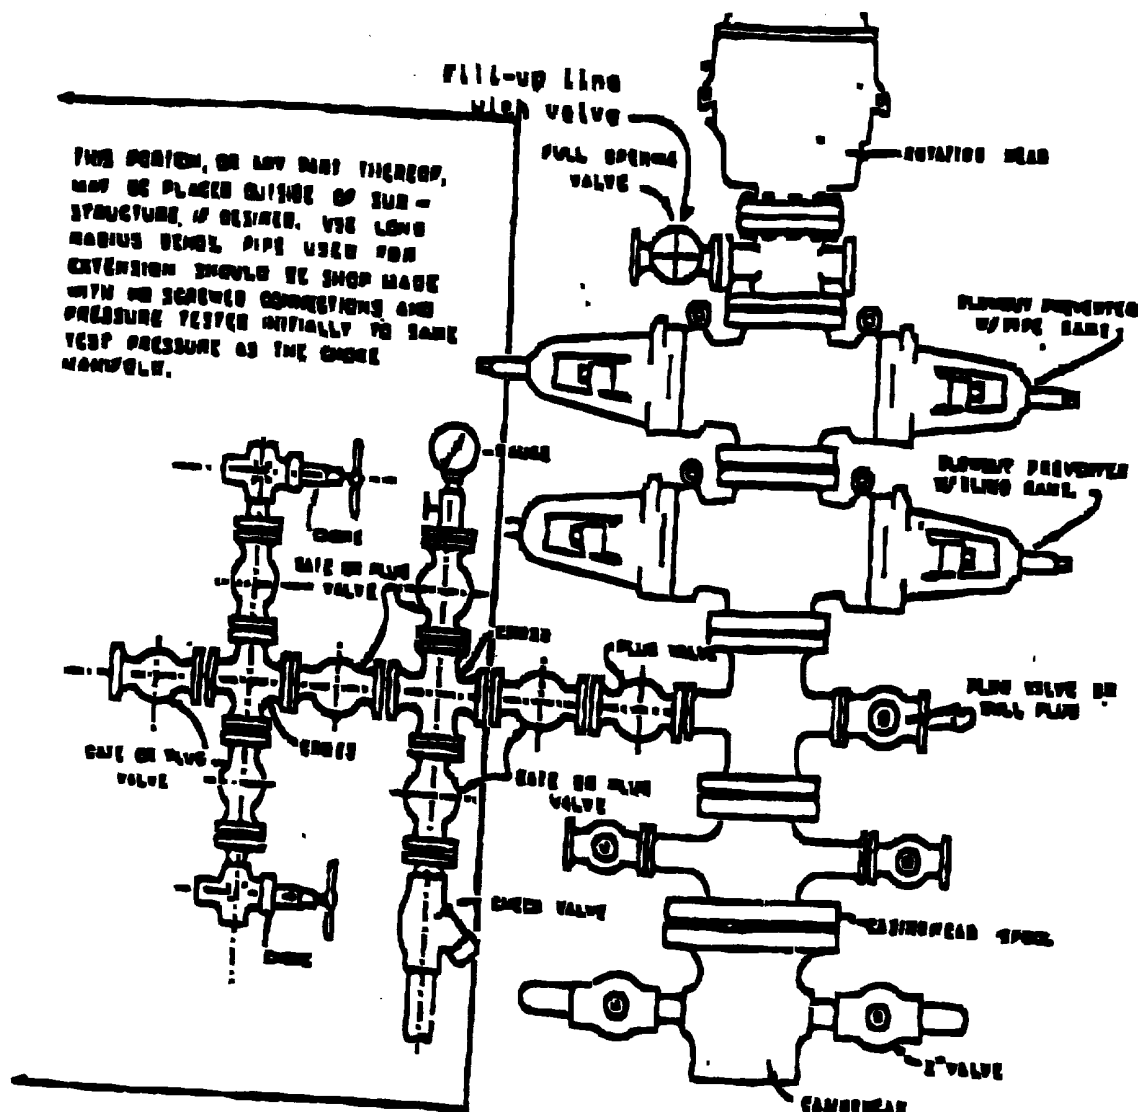 Fill-up line
with valve
FULL OPENING
VALVE
ROTATING HEAD
THIS PORTION, OR ANY PART THEREOF,
MAY BE PLACED OUTSIDE OF SUB-
STRUCTURE, IF DESIRED. USE LONG
RADIUS BENDS. PIPE USED FOR
EXTENSION SHOULD BE SHOP MADE
WITH NO SCREWED CONNECTIONS AND
PRESSURE TESTED INITIALLY TO SAME
TEST PRESSURE AS THE CHOKE
MANIFOLD.
BLOWOUT PREVENTER
W/PIPE RAMS
GAUGE
BLOWOUT PREVENTER
W/BLIND RAMS
CHOKE
GATE OR PLUG
VALVE
CROSS
PLUG VALVE
PLUG VALVE OR
BULL PLUG
GATE OR PLUG
VALVE
CROSS
GATE OR PLUG
VALVE
CHECK VALVE
CASINGHEAD SPOOL
CHOKE
2" VALVE
CASINGHEAD